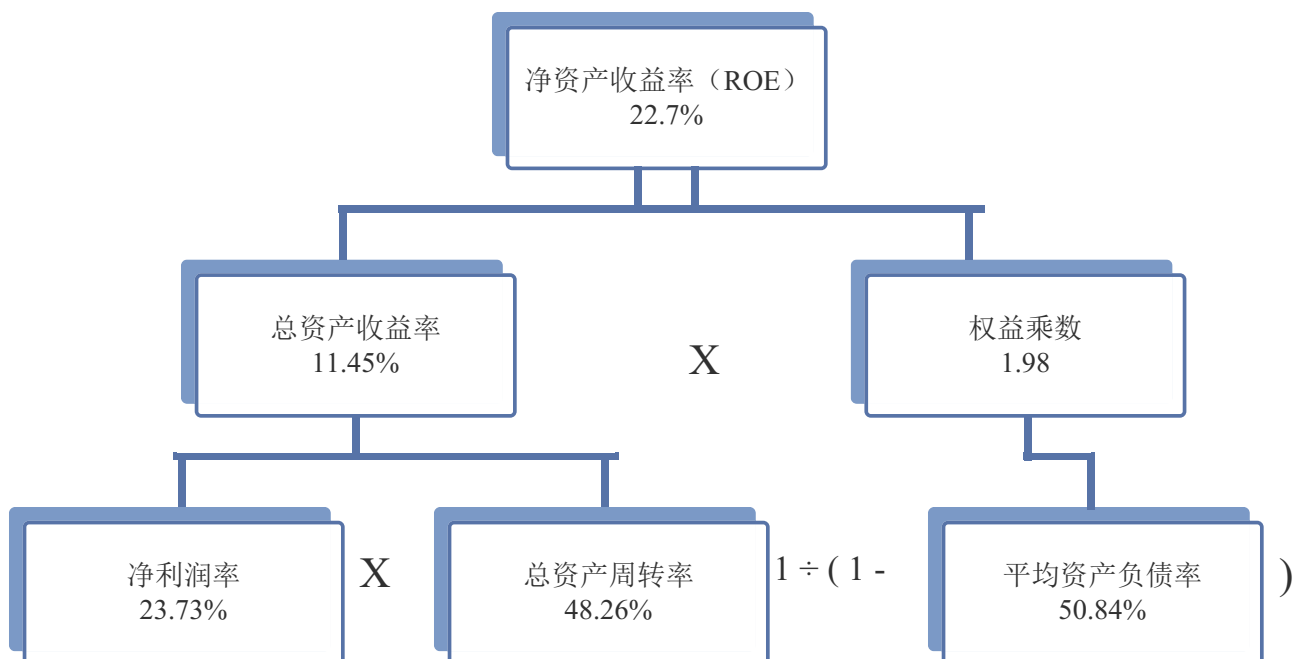 净资产收益率（ROE）
22.7%
总资产收益率
11.45%
X
权益乘数
1.98
净利润率
23.73%
X
总资产周转率
48.26%
1 ÷ ( 1 -
平均资产负债率
50.84%
)